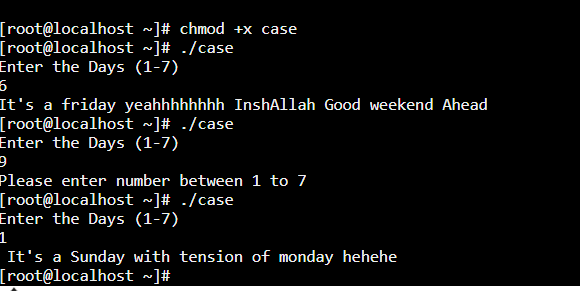 [root@localhost ~]# chmod +x case
[root@localhost ~]# ./case
Enter the Days (1-7)
6
It's a friday yeahhhhhhhh InshAllah Good weekend Ahead
[root@localhost ~]# ./case
Enter the Days (1-7)
9
Please enter number between 1 to 7
[root@localhost ~]# ./case
Enter the Days (1-7)
1
 It's a Sunday with tension of monday hehehe
[root@localhost ~]#